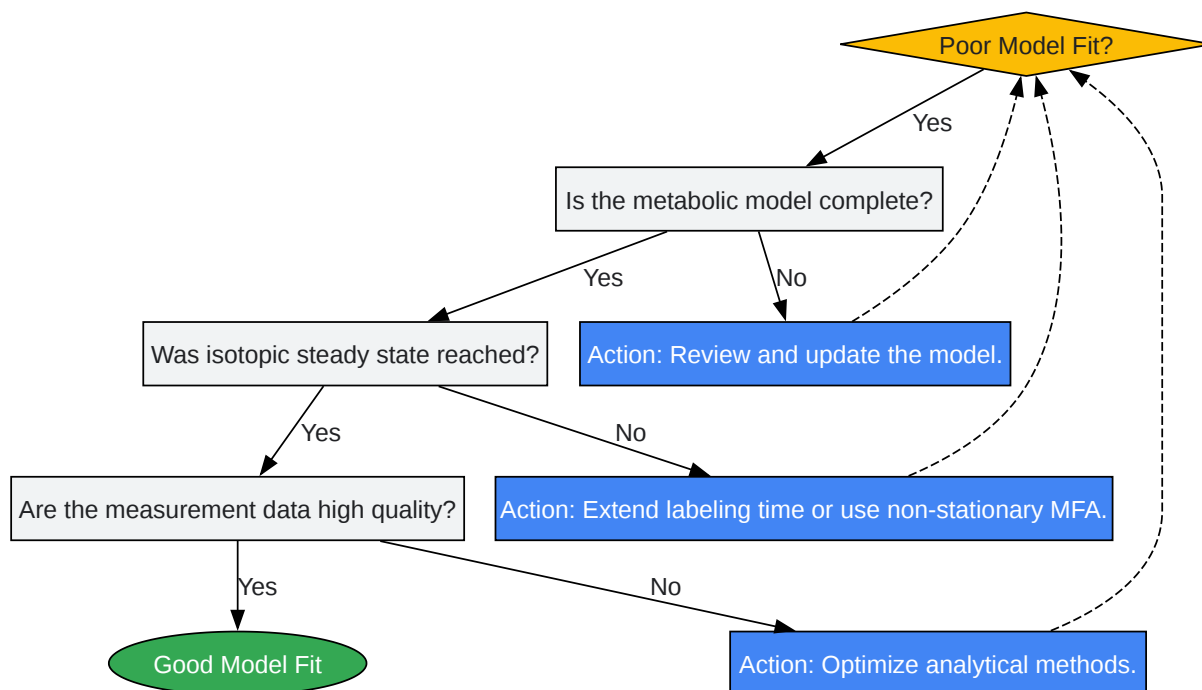 Poor Model Fit?
Yes
Is the metabolic model complete?
Yes
No
Was isotopic steady state reached?
Action: Review and update the model.
Yes
No
Are the measurement data high quality?
Action: Extend labeling time or use non-stationary MFA.
Yes
No
Good Model Fit
Action: Optimize analytical methods.